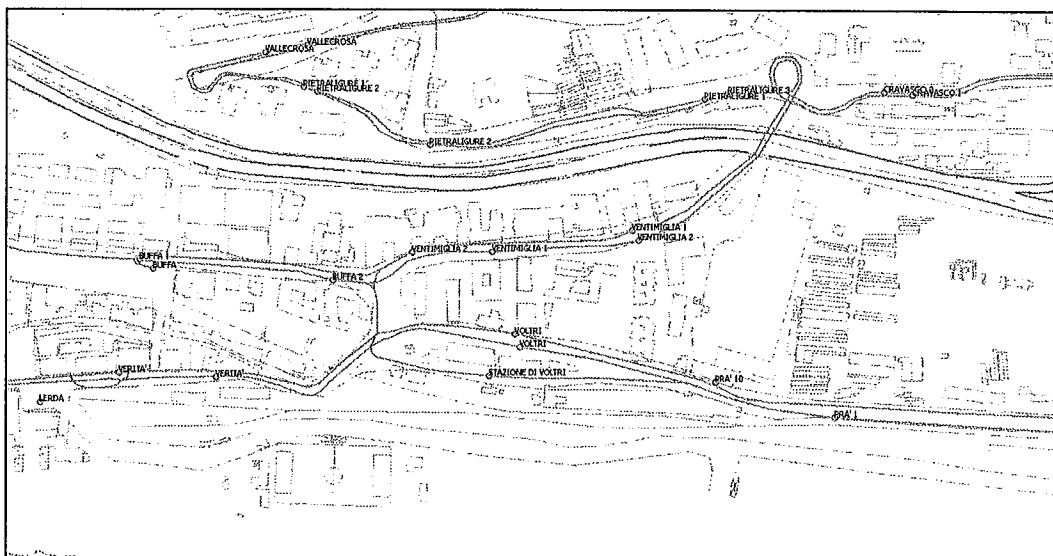 VALLECROSA
VALLECROSA
PIETRALIGURE 1
PIETRALIGURE 2
PIETRALIGURE 3
PIETRALIGURE 1
CRAVASCO 1
PIETRALIGURE 2
VENTIMIGLIA 1
VENTIMIGLIA 2
VENTIMIGLIA 2
VENTIMIGLIA 1
BUFFA 1
BUFFA
BUFFA 2
VOLTRI
VOLTRI
VERITA' 1
VERITA'
STAZIONE DI VOLTRI
PRA' 10
LERDA
PRA' 1